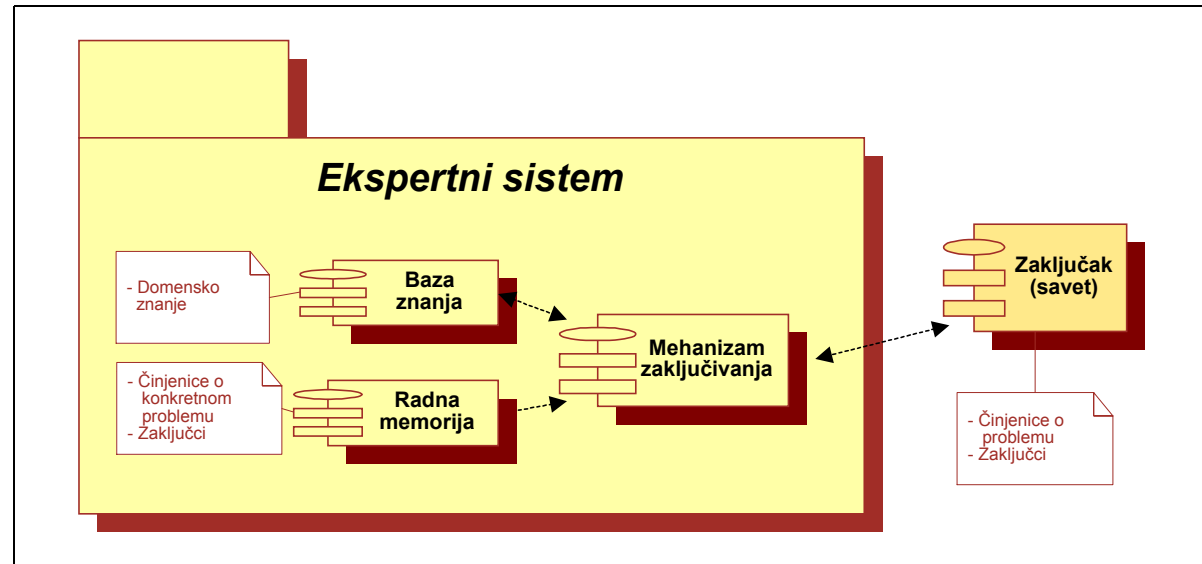 Ekspertni sistem
- Domensko
znanje
Baza
znanja
- Činjenice o
konkretnom
problemu
- Zaključci
Radna
memorija
Mehanizam
zaključivanja
Zaključak
(savet)
- Činjenice o
problemu
- Zaključci